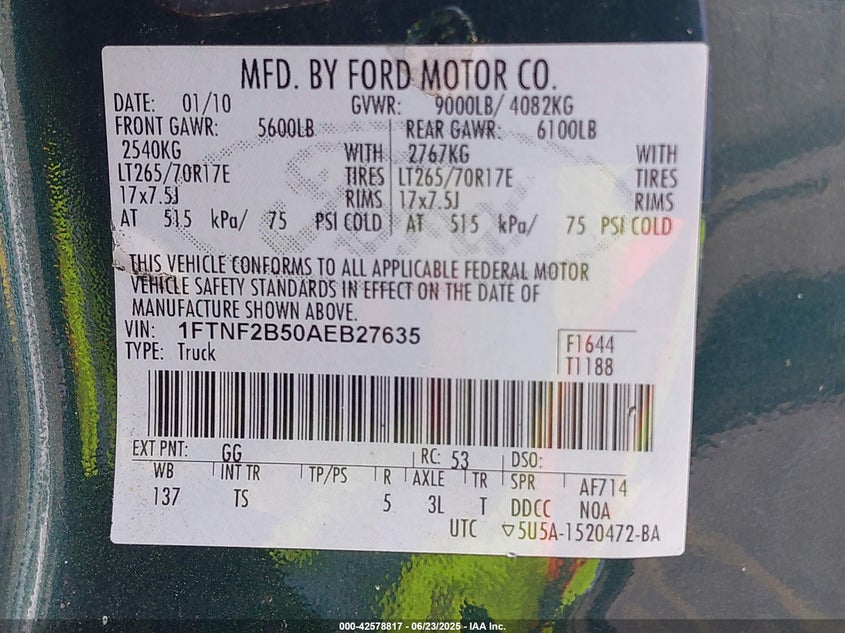 MFD. BY FORD MOTOR CO.
DATE: 01/10 GVWR: 9000LB/ 4082KG
FRONT GAWR: 5600LB REAR GAWR: 6100LB
2540KG WITH 2767KG WITH
LT265/70R17E TIRES LT265/70R17E TIRES
17x7.5J RIMS 17x7.5J RIMS
AT 515 kPa/ 75 PSI COLD AT 515 kPa/ 75 PSI COLD
THIS VEHICLE CONFORMS TO ALL APPLICABLE FEDERAL MOTOR
VEHICLE SAFETY STANDARDS IN EFFECT ON THE DATE OF
MANUFACTURE SHOWN ABOVE.
VIN: 1FTNF2B50AEB27635
TYPE: Truck
F1644
T1188
EXT PNT: GG RC: 53 DSO:
WB INT TR TP/PS R AXLE TR SPR AF714
137 TS 5 3L T DDCC N0A
UTC ▽5U5A-1520472-BA
000-42578817 - 06/23/2025 - IAA Inc.